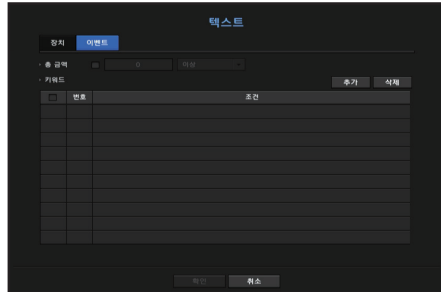 텍스트
장치 이벤트
총 금액 0 이상
키워드
추가 삭제
번호 조건
확인 취소